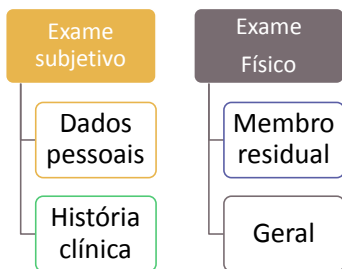 Exame
subjetivo
Dados
pessoais
História
clínica
Exame
Físico
Membro
residual
Geral